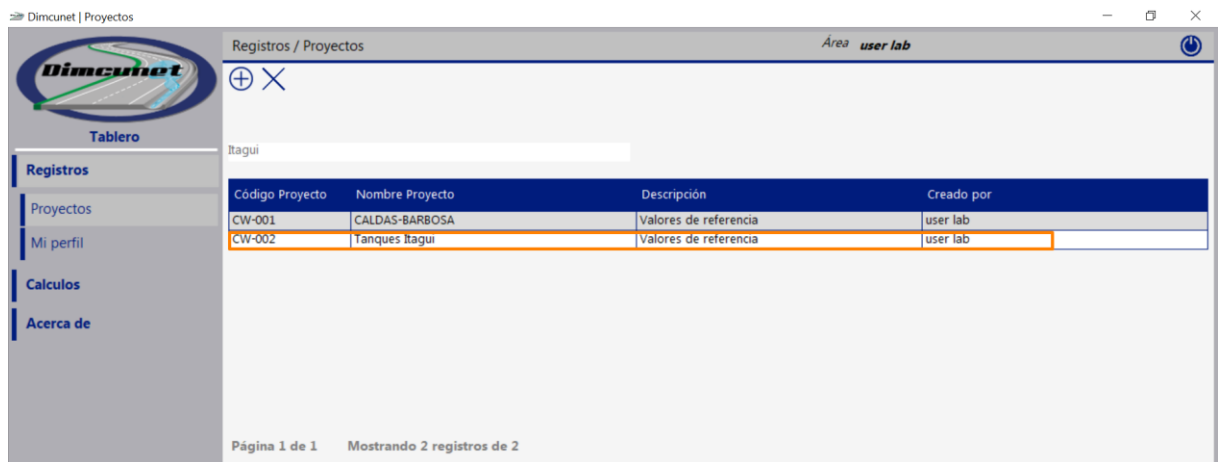 Dimcunet | Proyectos
Dimcunet
Registros / Proyectos Área user lab
Tablero
Itagui
Registros
Proyectos
Mi perfil
Calculos
Acerca de
Código Proyecto Nombre Proyecto Descripción Creado por
CW-001 CALDAS-BARBOSA Valores de referencia user lab
CW-002 Tanques Itagui Valores de referencia user lab
Página 1 de 1 Mostrando 2 registros de 2